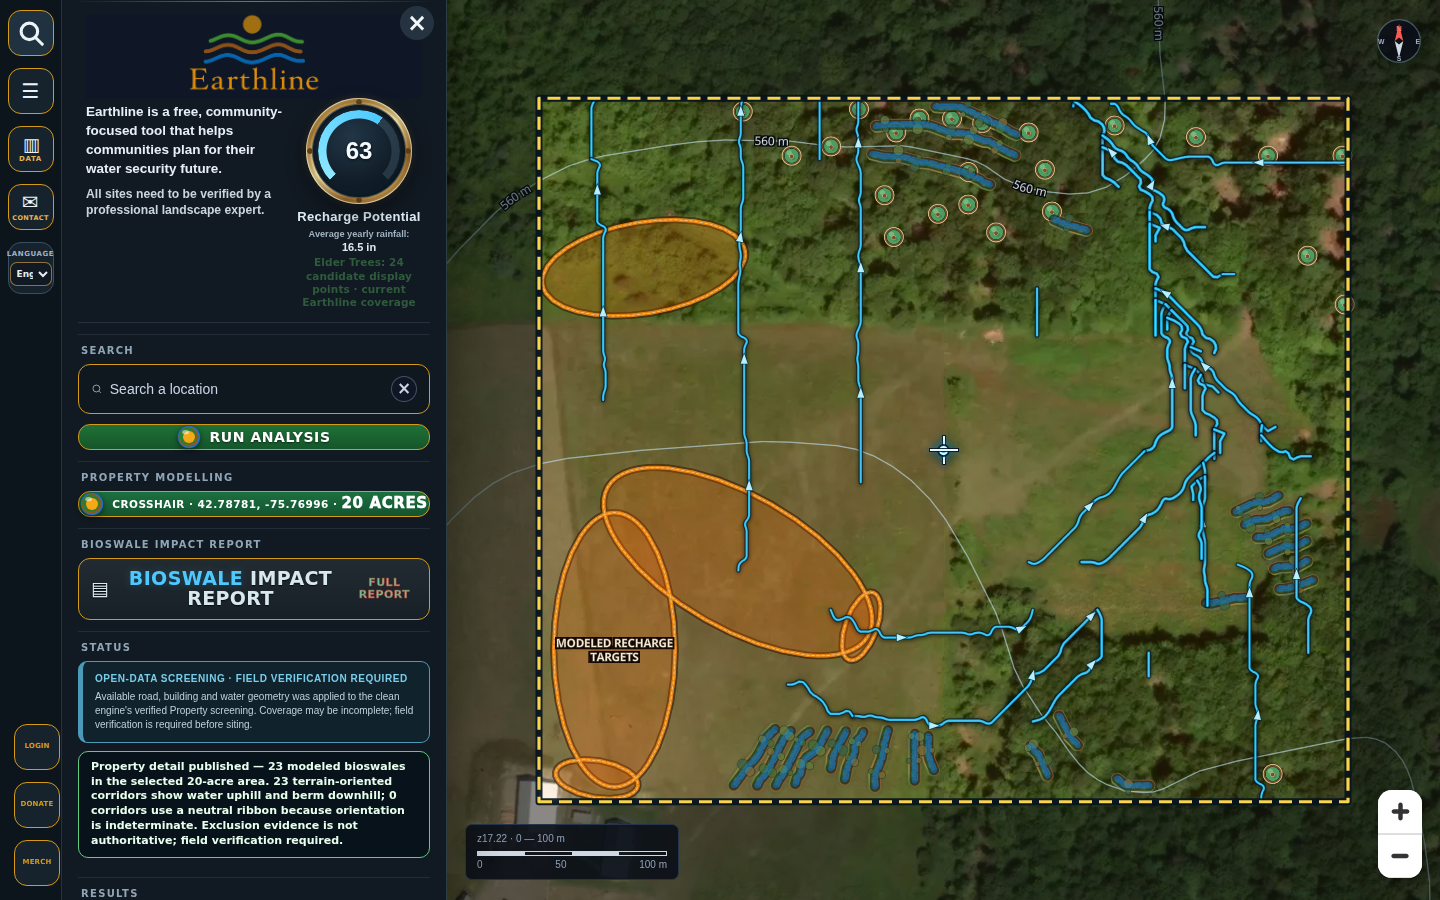 ☰
DATA
CONTACT
LANGUAGE
Eng
LOGIN
DONATE
MERCH
Earthline
Earthline is a free, community-
focused tool that helps
communities plan for their
water security future.
All sites need to be verified by a
professional landscape expert.
63
Recharge Potential
Average yearly rainfall:
16.5 in
Elder Trees: 24
candidate display
points · current
Earthline coverage
SEARCH
Search a location
RUN ANALYSIS
PROPERTY MODELLING
CROSSHAIR · 42.78781, -75.76996 · 20 ACRES
BIOSWALE IMPACT REPORT
BIOSWALE IMPACT
REPORT
FULL
REPORT
STATUS
OPEN-DATA SCREENING · FIELD VERIFICATION REQUIRED
Available road, building and water geometry was applied to the clean
engine's verified Property screening. Coverage may be incomplete; field
verification is required before siting.
Property detail published — 23 modeled bioswales
in the selected 20-acre area. 23 terrain-oriented
corridors show water uphill and berm downhill; 0
corridors use a neutral ribbon because orientation
is indeterminate. Exclusion evidence is not
authoritative; field verification required.
RESULTS
560 m
560 m
560 m
560 m
MODELED RECHARGE
TARGETS
N
W E
S
z17.22 · 0 — 100 m
0 50 100 m
+
−